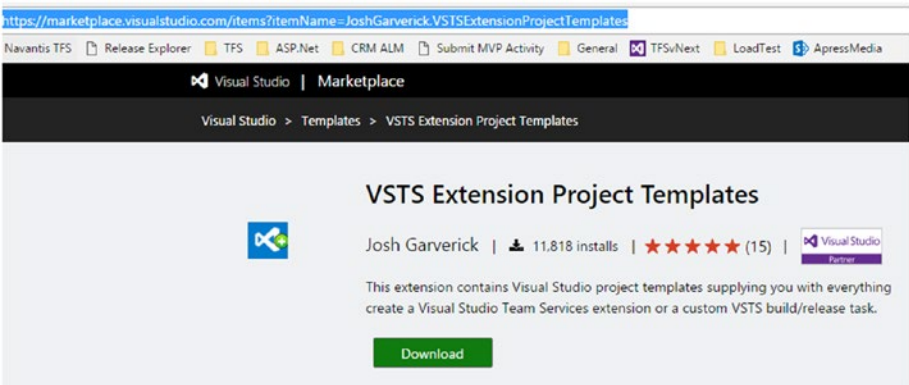 https://marketplace.visualstudio.com/items?itemName=JoshGarverick.VSTSExtensionProjectTemplates
Navantis TFS Release Explorer TFS ASP.Net CRM ALM Submit MVP Activity General TFSvNext LoadTest ApressMedia
Visual Studio | Marketplace
Visual Studio > Templates > VSTS Extension Project Templates
VSTS Extension Project Templates
Josh Garverick | 11,818 installs | ★★★★★ (15) | Visual Studio
Partner
This extension contains Visual Studio project templates supplying you with everything
create a Visual Studio Team Services extension or a custom VSTS build/release task.
Download